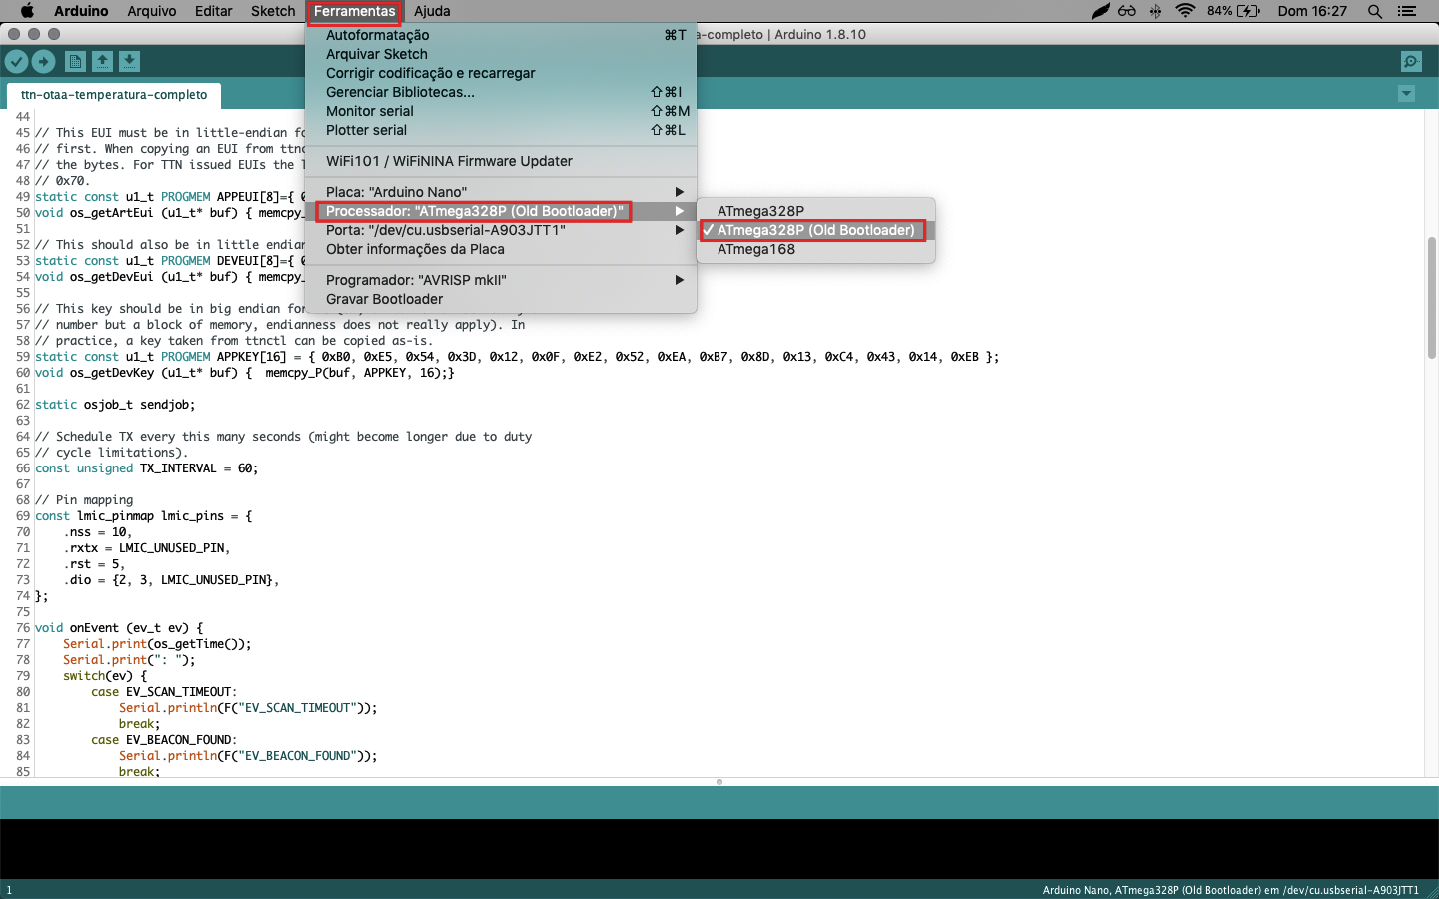 Arduino Arquivo Editar Sketch Ferramentas Ajuda 84% Dom 16:27
a-completo | Arduino 1.8.10
Autoformatação ⌘T
Arquivar Sketch
Corrigir codificação e recarregar
Gerenciar Bibliotecas... ⇧⌘I
Monitor serial ⇧⌘M
Plotter serial ⇧⌘L
WiFi101 / WiFiNINA Firmware Updater
Placa: "Arduino Nano"
Processador: "ATmega328P (Old Bootloader)"
Porta: "/dev/cu.usbserial-A903JTT1"
Obter informações da Placa
Programador: "AVRISP mkII"
Gravar Bootloader
ATmega328P
✓ ATmega328P (Old Bootloader)
ATmega168
ttn-otaa-temperatura-completo
44
45 // This EUI must be in little-endian fo
46 // first. When copying an EUI from ttnc
47 // the bytes. For TTN issued EUIs the l
48 // 0x70.
49 static const u1_t PROGMEM APPEUI[8]={ 0
50 void os_getArtEui (u1_t* buf) { memcpy_
51
52 // This should also be in little endian
53 static const u1_t PROGMEM DEVEUI[8]={ 0
54 void os_getDevEui (u1_t* buf) { memcpy_
55
56 // This key should be in big endian for
57 // number but a block of memory, endianness does not really apply). In
58 // practice, a key taken from ttnctl can be copied as-is.
59 static const u1_t PROGMEM APPKEY[16] = { 0xB0, 0xE5, 0x54, 0x3D, 0x12, 0x0F, 0xE2, 0x52, 0xEA, 0xB7, 0x8D, 0x13, 0xC4, 0x43, 0x14, 0xEB };
60 void os_getDevKey (u1_t* buf) {  memcpy_P(buf, APPKEY, 16);}
61
62 static osjob_t sendjob;
63
64 // Schedule TX every this many seconds (might become longer due to duty
65 // cycle limitations).
66 const unsigned TX_INTERVAL = 60;
67
68 // Pin mapping
69 const lmic_pinmap lmic_pins = {
70     .nss = 10,
71     .rxtx = LMIC_UNUSED_PIN,
72     .rst = 5,
73     .dio = {2, 3, LMIC_UNUSED_PIN},
74 };
75
76 void onEvent (ev_t ev) {
77     Serial.print(os_getTime());
78     Serial.print(": ");
79     switch(ev) {
80         case EV_SCAN_TIMEOUT:
81             Serial.println(F("EV_SCAN_TIMEOUT"));
82             break;
83         case EV_BEACON_FOUND:
84             Serial.println(F("EV_BEACON_FOUND"));
85             break;
1 Arduino Nano, ATmega328P (Old Bootloader) em /dev/cu.usbserial-A903JTT1